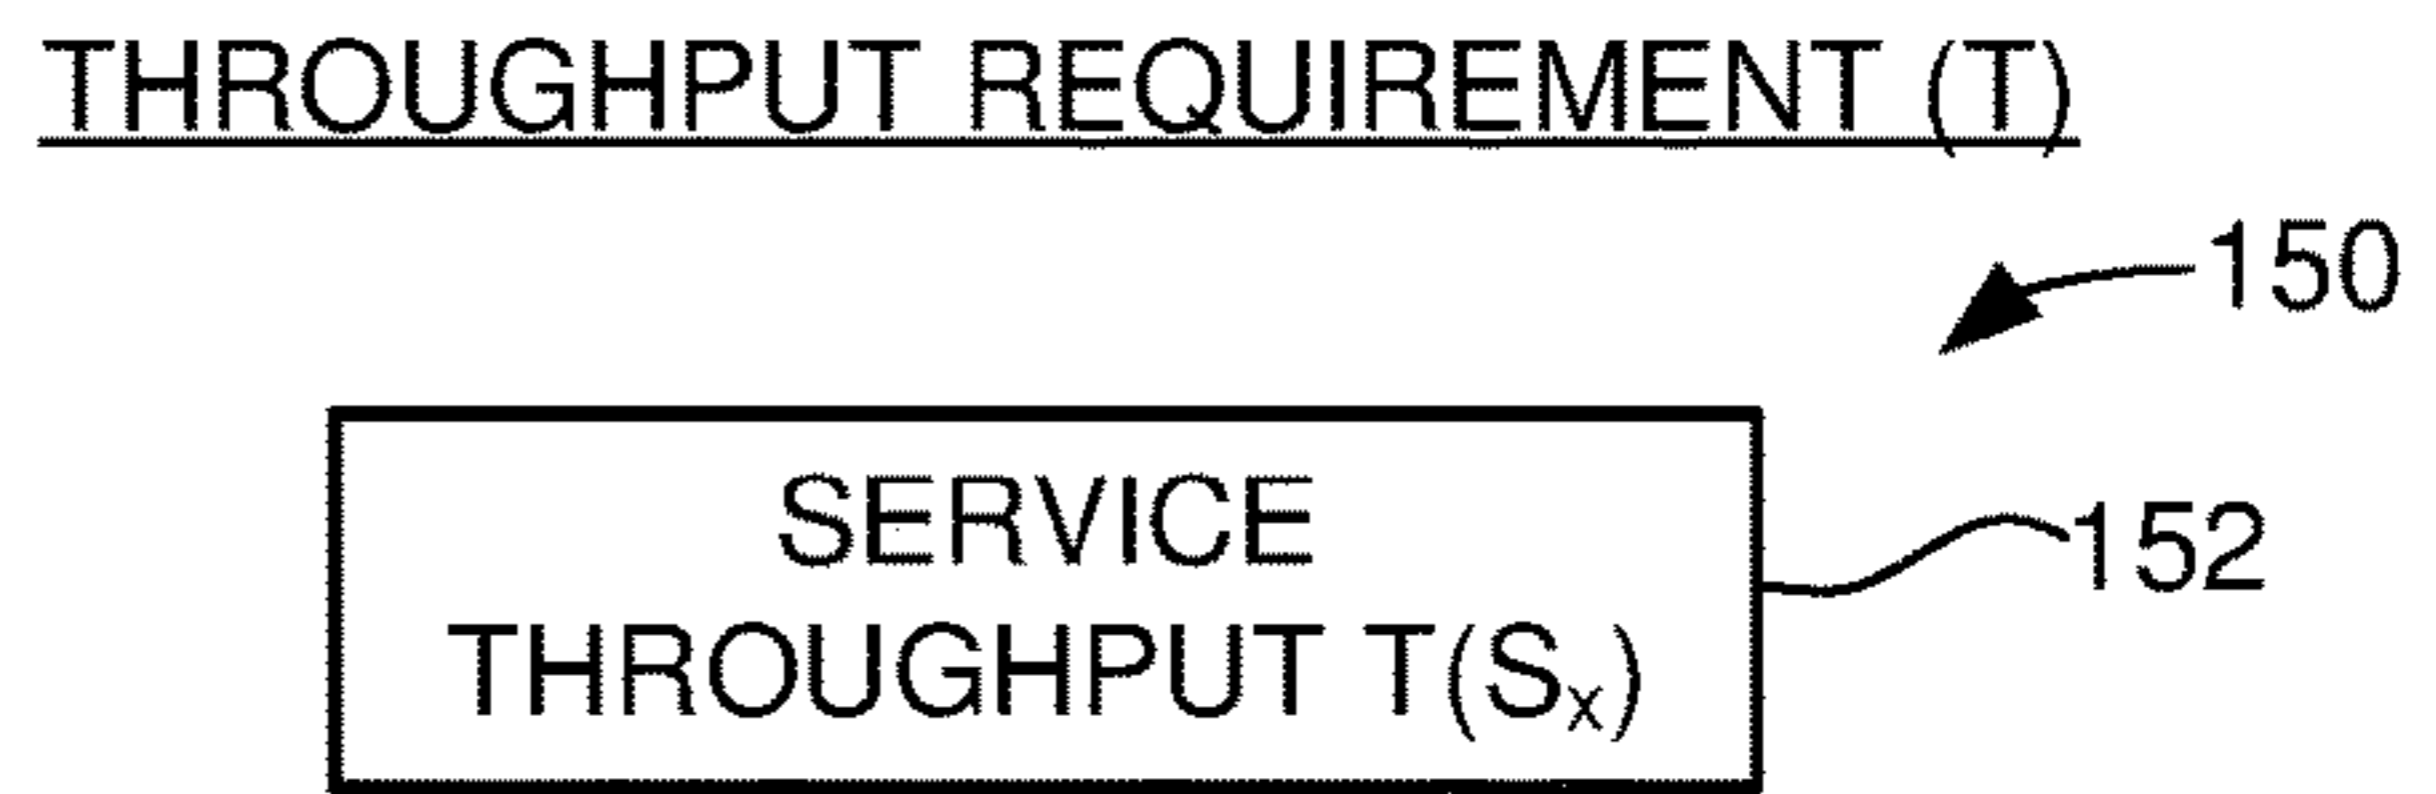 THROUGHPUT REQUIREMENT (T)
150
SERVICE
152
THROUGHPUT T(Sₓ)